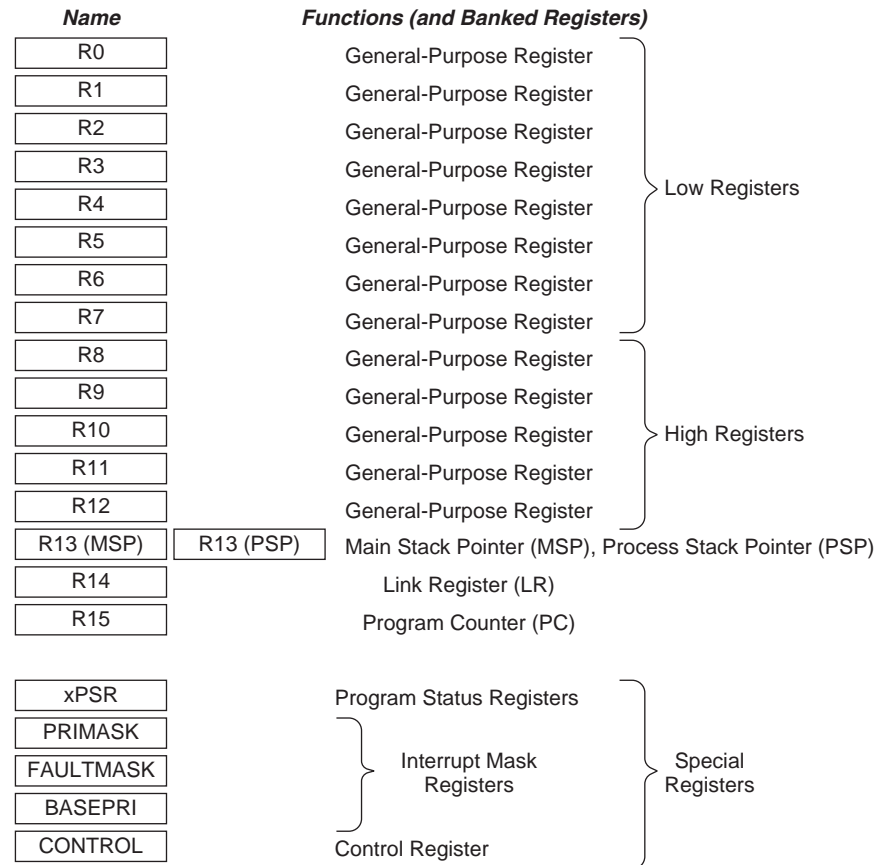 Name Functions (and Banked Registers)
R0 General-Purpose Register
R1 General-Purpose Register
R2 General-Purpose Register
R3 General-Purpose Register
R4 General-Purpose Register
Low Registers
R5 General-Purpose Register
R6 General-Purpose Register
R7 General-Purpose Register
R8 General-Purpose Register
R9 General-Purpose Register
R10 General-Purpose Register High Registers
R11 General-Purpose Register
R12 General-Purpose Register
R13 (MSP) R13 (PSP) Main Stack Pointer (MSP), Process Stack Pointer (PSP)
R14 Link Register (LR)
R15 Program Counter (PC)
xPSR Program Status Registers
PRIMASK
FAULTMASK
Interrupt Mask
Registers
Special
Registers
BASEPRI
CONTROL Control Register